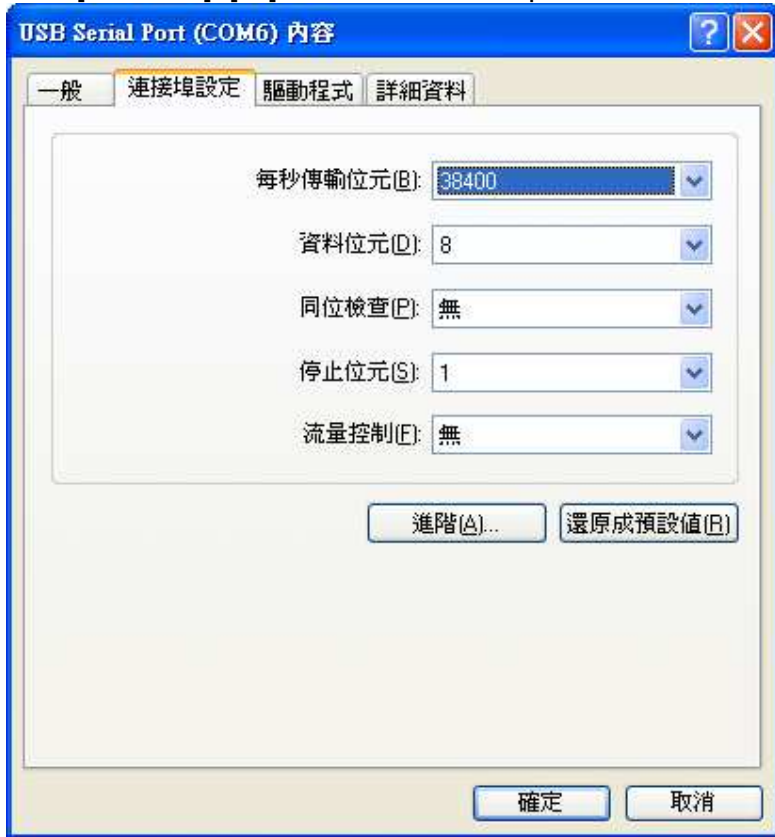 USB Serial Port (COM6) 內容
一般 連接埠設定 驅動程式 詳細資料
每秒傳輸位元(B): 38400
資料位元(D): 8
同位檢查(P): 無
停止位元(S): 1
流量控制(F): 無
進階(A)... 還原成預設值(R)
確定 取消